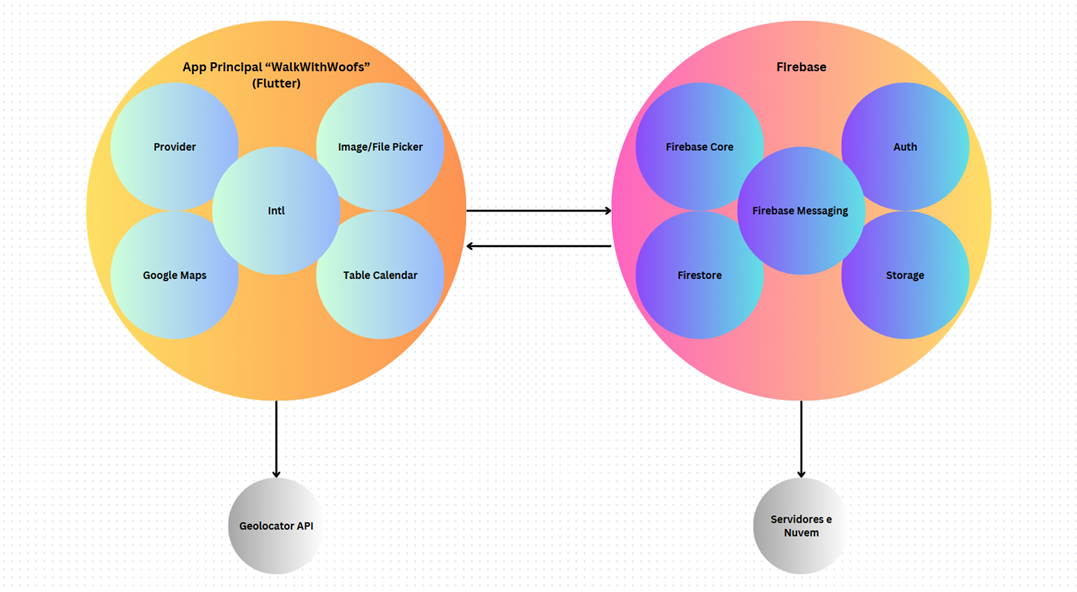 App Principal “WalkWithWoofs”
(Flutter)
Provider
Image/File Picker
Intl
Google Maps
Table Calendar
Firebase
Firebase Core
Auth
Firebase Messaging
Firestore
Storage
Geolocator API
Servidores e
Nuvem